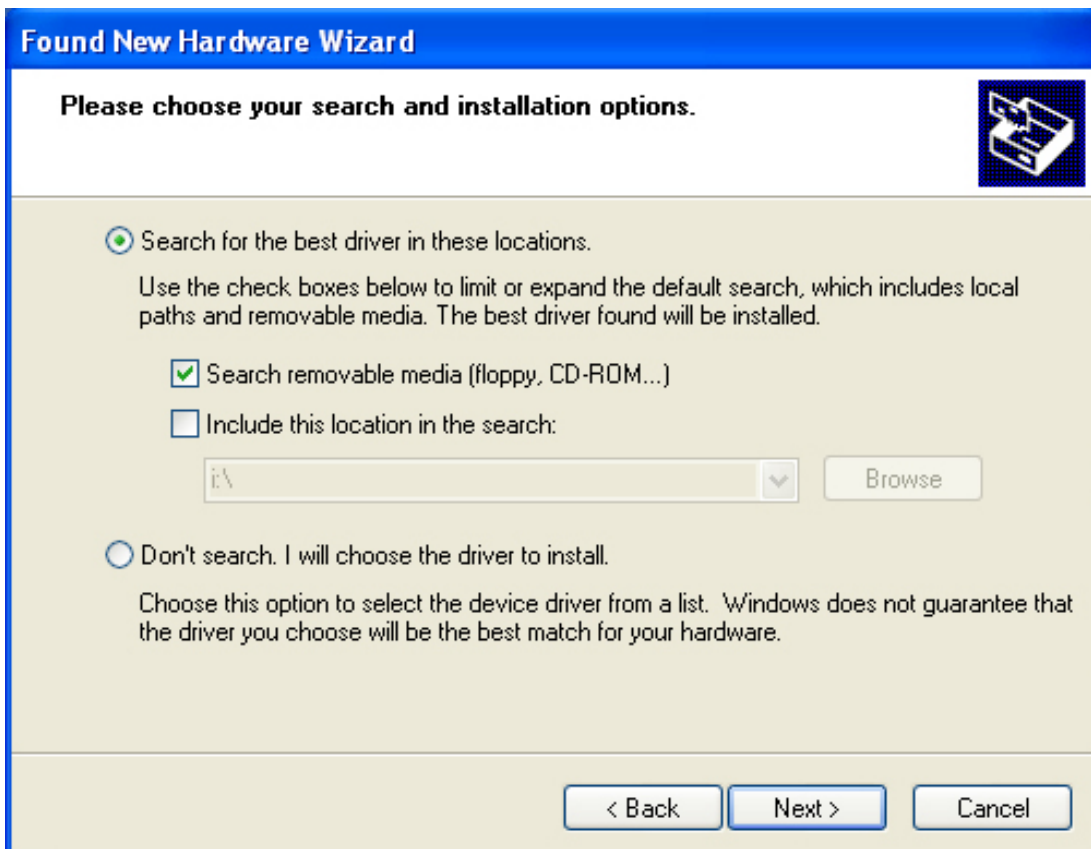 Found New Hardware Wizard
Please choose your search and installation options.
Search for the best driver in these locations.
Use the check boxes below to limit or expand the default search, which includes local
paths and removable media. The best driver found will be installed.
Search removable media (floppy, CD-ROM...)
Include this location in the search:
i:\
Browse
Don't search. I will choose the driver to install.
Choose this option to select the device driver from a list. Windows does not guarantee that
the driver you choose will be the best match for your hardware.
< Back
Next >
Cancel